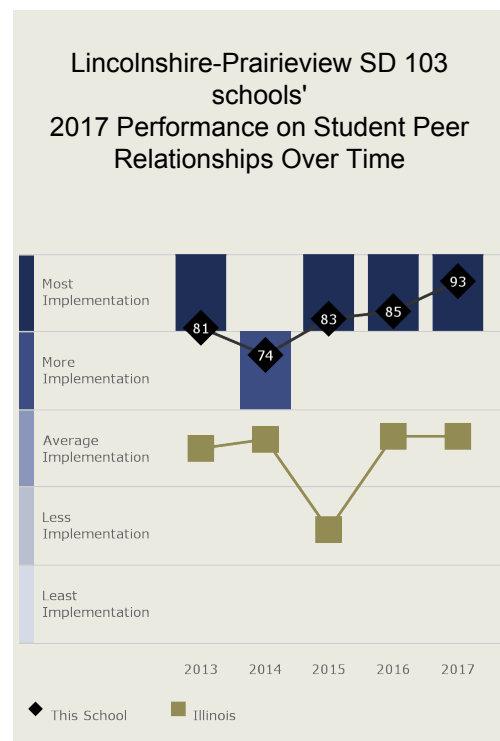 Lincolnshire-Prairieview SD 103
schools'
2017 Performance on Student Peer
Relationships Over Time
Most
Implementation
93
85
83
81
More
Implementation
74
Average
Implementation
Less
Implementation
Least
Implementation
2013 2014 2015 2016 2017
This School Illinois